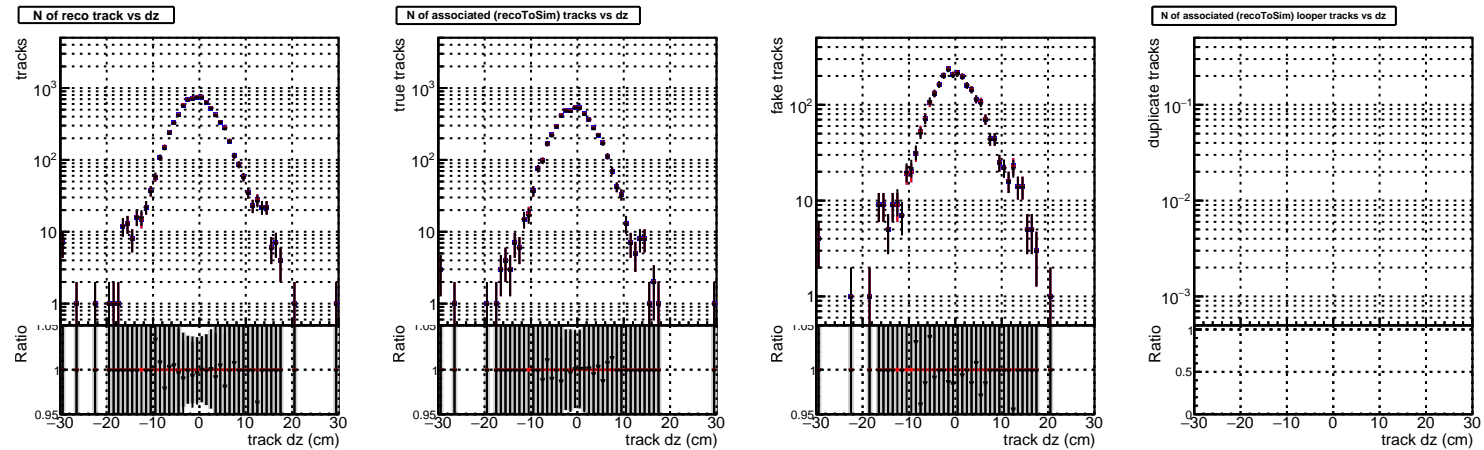 N of reco track vs dz
tracks
10³
10²
10
1
1.05
Ratio
1
0.95
−30 −20 −10 0 10 20 30
track dz (cm)
N of associated (recoToSim) tracks vs dz
true tracks
10³
10²
10
1
1.05
Ratio
1
0.95
−30 −20 −10 0 10 20 30
track dz (cm)
fake tracks
10²
10
1
1.05
Ratio
1
0.95
−30 −20 −10 0 10 20 30
track dz (cm)
N of associated (recoToSim) looper tracks vs dz
duplicate tracks
10⁻¹
10⁻²
10⁻³
Ratio
1
0.5
0
−30 −20 −10 0 10 20 30
track dz (cm)